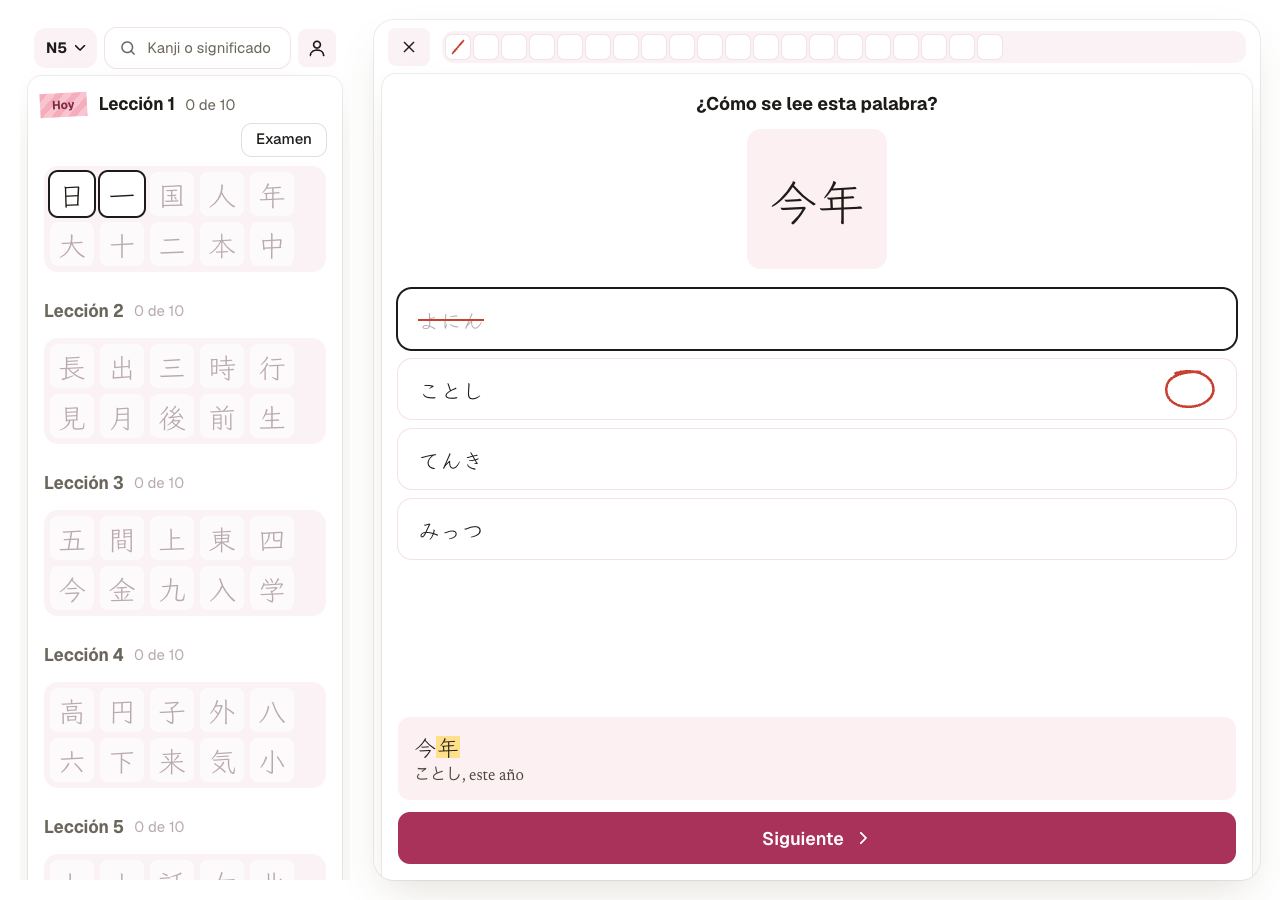 N5
Kanji o significado
Hoy Lección 1 0 de 10
Examen
日 一 国 人 年
大 十 二 本 中
Lección 2 0 de 10
長 出 三 時 行
見 月 後 前 生
Lección 3 0 de 10
五 間 上 東 四
今 金 九 入 学
Lección 4 0 de 10
高 円 子 外 八
六 下 来 気 小
Lección 5 0 de 10
¿Cómo se lee esta palabra?
今年
よにん
ことし
てんき
みっつ
今年
ことし, este año
Siguiente